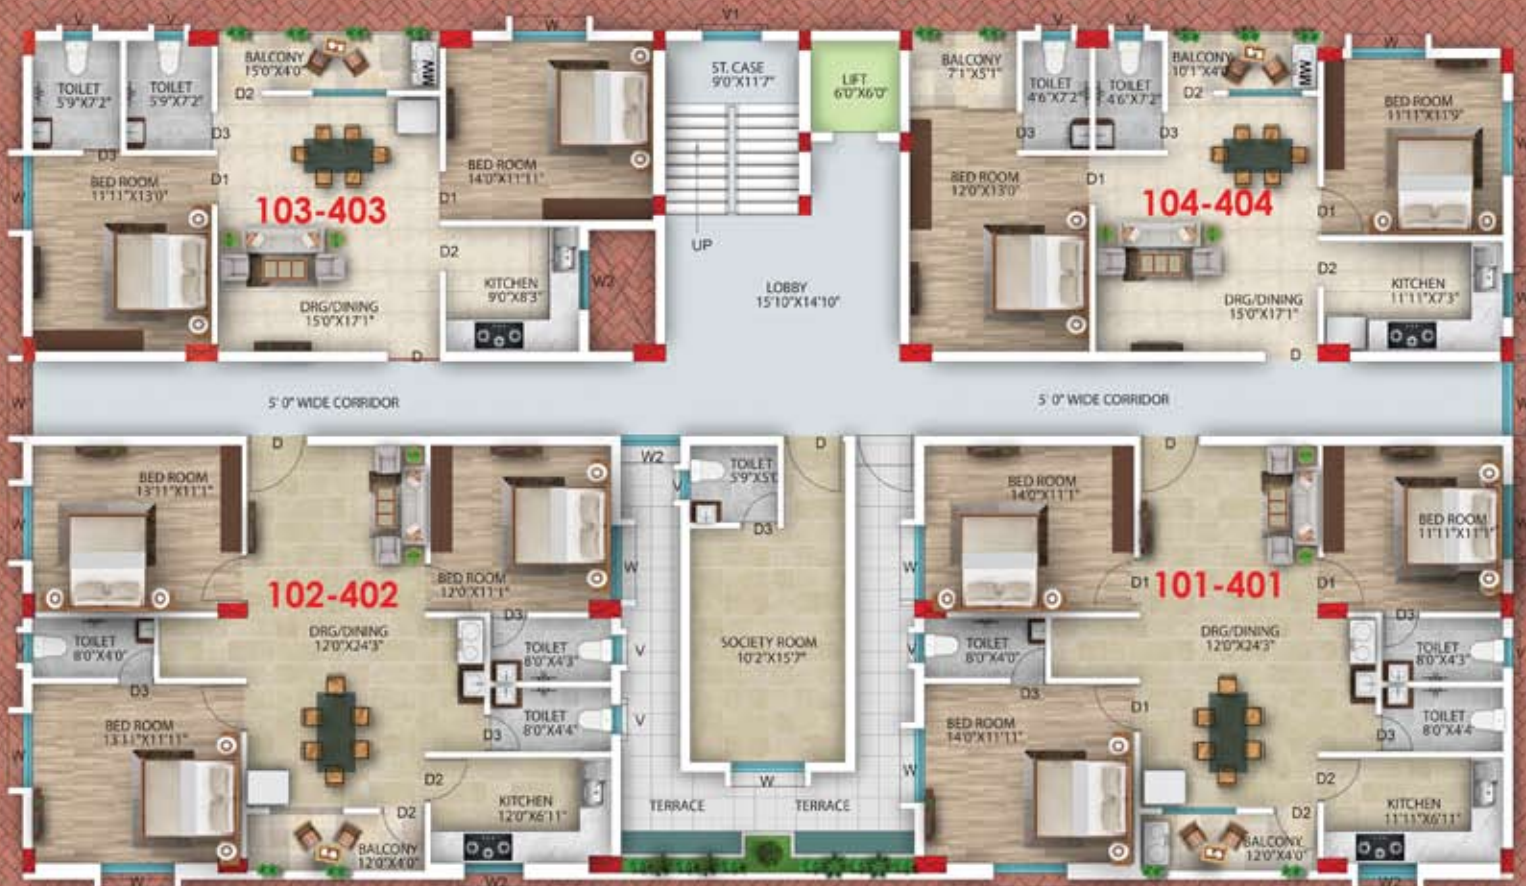 V
V
W
V1
V
V
W
BALCONY
15'0"X4'0"
MW
TOILET
5'9"X7'2"
TOILET
5'9"X7'2"
D2
D3
D3
BED ROOM
11'11"X13'0"
D1
W
103-403
BED ROOM
14'0"X11'11"
D1
D2
KITCHEN
9'0"X8'3"
W2
DRG/DINING
15'0"X17'1"
D
ST. CASE
9'0"X11'7"
UP
LIFT
6'0"X6'0"
LOBBY
15'10"X14'10"
BALCONY
7'1"X5'1"
TOILET
4'6"X7'2"
TOILET
4'6"X7'2"
BALCONY
MW
D2
D3
D3
BED ROOM
12'0"X13'0"
D1
104-404
BED ROOM
11'11"X11'9"
W
D1
D2
KITCHEN
11'11"X7'3"
W
DRG/DINING
15'0"X17'1"
D
W
5' 0" WIDE CORRIDOR
5' 0" WIDE CORRIDOR
W
D
BED ROOM
13'11"X11'1"
W
102-402
BED ROOM
12'0"X11'1"
W
TOILET
8'0"X4'0"
V
D3
DRG/DINING
12'0"X24'3"
D3
TOILET
8'0"X4'3"
V
TOILET
8'0"X4'4"
V
D3
BED ROOM
13'11"X11'11"
W
D2
D2
KITCHEN
12'0"X6'11"
BALCONY
12'0"X4'0"
W
W2
W2
V
TOILET
D3
D
SOCIETY ROOM
10'2"X15'7"
W
TERRACE
TERRACE
D
BED ROOM
14'0"X11'1"
W
D1
101-401
D1
BED ROOM
11'11"X11'1"
W
TOILET
8'0"X4'0"
V
D3
DRG/DINING
12'0"X24'3"
D3
TOILET
8'0"X4'3"
V
TOILET
8'0"X4'4"
D3
D1
BED ROOM
14'0"X11'11"
W
D2
D2
KITCHEN
11'11"X6'11"
BALCONY
12'0"X4'0"
W
W2